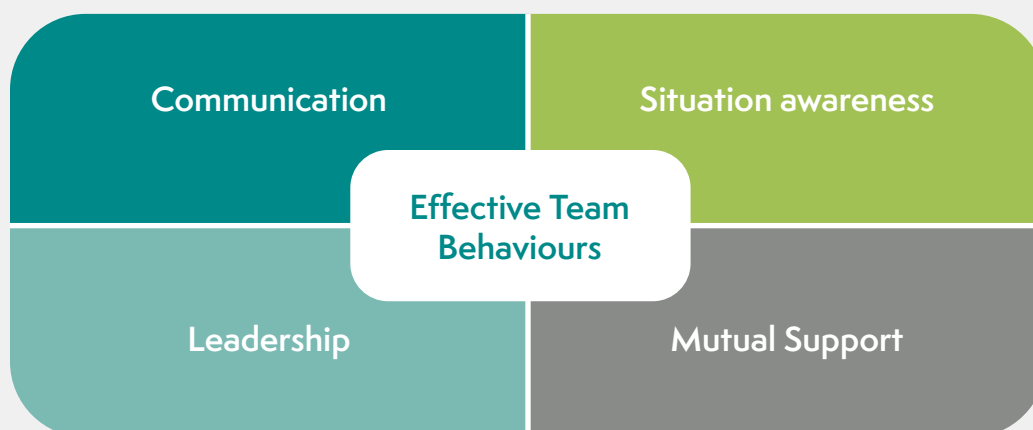 Communication
Situation awareness
Effective Team
Behaviours
Leadership
Mutual Support